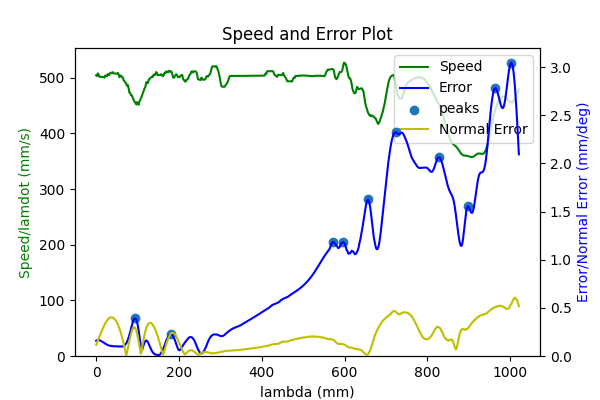 Speed and Error Plot
Speed
Error
peaks
Normal Error
Speed/lamdot (mm/s)
500
400
300
200
100
0
Error/Normal Error (mm/deg)
3.0
2.5
2.0
1.5
1.0
0.5
0.0
0 200 400 600 800 1000
lambda (mm)